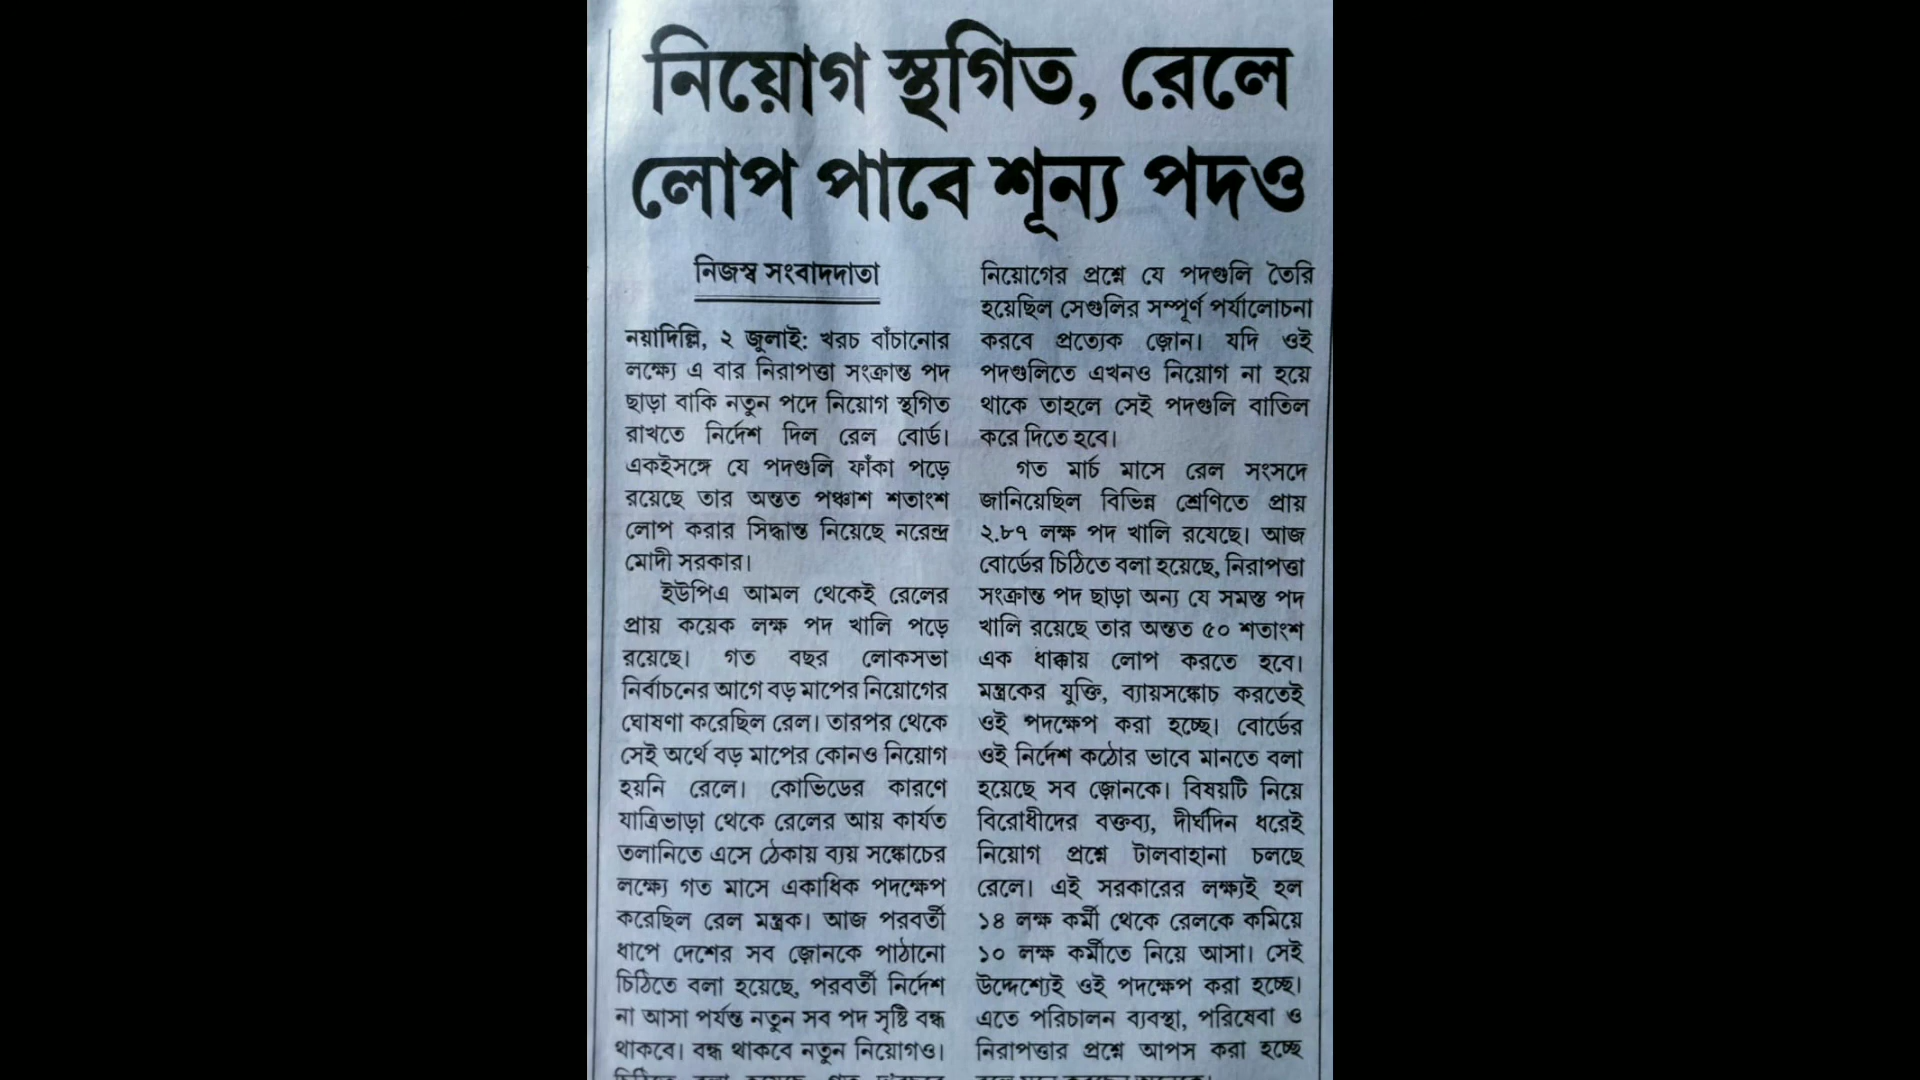 নিয়োগ স্থগিত, রেলে
লোপ পাবে শূন্য পদও
নিজস্ব সংবাদদাতা
নয়াদিল্লি, ২ জুলাই: খরচ বাঁচানোর
লক্ষ্যে এ বার নিরাপত্তা সংক্রান্ত পদ
ছাড়া বাকি নতুন পদে নিয়োগ স্থগিত
রাখতে নির্দেশ দিল রেল বোর্ড।
একইসঙ্গে যে পদগুলি ফাঁকা পড়ে
রয়েছে তার অন্তত পঞ্চাশ শতাংশ
লোপ করার সিদ্ধান্ত নিয়েছে নরেন্দ্র
মোদী সরকার।
ইউপিএ আমল থেকেই রেলের
প্রায় কয়েক লক্ষ পদ খালি পড়ে
রয়েছে। গত বছর লোকসভা
নির্বাচনের আগে বড় মাপের নিয়োগের
ঘোষণা করেছিল রেল। তারপর থেকে
সেই অর্থে বড় মাপের কোনও নিয়োগ
হয়নি রেলে। কোভিডের কারণে
যাত্রিভাড়া থেকে রেলের আয় কার্যত
তলানিতে এসে ঠেকায় ব্যয় সঙ্কোচের
লক্ষ্যে গত মাসে একাধিক পদক্ষেপ
করেছিল রেল মন্ত্রক। আজ পরবর্তী
ধাপে দেশের সব জ়োনকে পাঠানো
চিঠিতে বলা হয়েছে, পরবর্তী নির্দেশ
না আসা পর্যন্ত নতুন সব পদ সৃষ্টি বন্ধ
থাকবে। বন্ধ থাকবে নতুন নিয়োগও।
নিয়োগের প্রশ্নে যে পদগুলি তৈরি
হয়েছিল সেগুলির সম্পূর্ণ পর্যালোচনা
করবে প্রত্যেক জ়োন। যদি ওই
পদগুলিতে এখনও নিয়োগ না হয়ে
থাকে তাহলে সেই পদগুলি বাতিল
করে দিতে হবে।
গত মার্চ মাসে রেল সংসদে
জানিয়েছিল বিভিন্ন শ্রেণিতে প্রায়
২.৮৭ লক্ষ পদ খালি রযেছে। আজ
বোর্ডের চিঠিতে বলা হয়েছে, নিরাপত্তা
সংক্রান্ত পদ ছাড়া অন্য যে সমস্ত পদ
খালি রয়েছে তার অন্তত ৫০ শতাংশ
এক ধাক্কায় লোপ করতে হবে।
মন্ত্রকের যুক্তি, ব্যায়সঙ্কোচ করতেই
ওই পদক্ষেপ করা হচ্ছে। বোর্ডের
ওই নির্দেশ কঠোর ভাবে মানতে বলা
হয়েছে সব জ়োনকে। বিষয়টি নিয়ে
বিরোধীদের বক্তব্য, দীর্ঘদিন ধরেই
নিয়োগ প্রশ্নে টালবাহানা চলছে
রেলে। এই সরকারের লক্ষ্যই হল
১৪ লক্ষ কর্মী থেকে রেলকে কমিয়ে
১০ লক্ষ কর্মীতে নিয়ে আসা। সেই
উদ্দেশ্যেই ওই পদক্ষেপ করা হচ্ছে।
এতে পরিচালন ব্যবস্থা, পরিষেবা ও
নিরাপত্তার প্রশ্নে আপস করা হচ্ছে